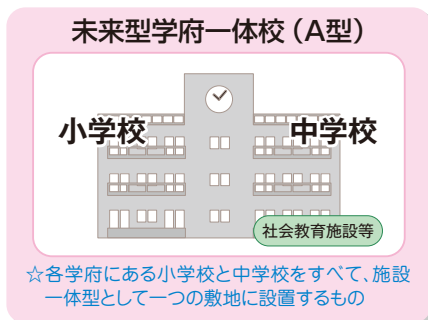 未来型学府一体校（A型）
小学校
中学校
社会教育施設等
☆各学府にある小学校と中学校をすべて、施設
一体型として一つの敷地に設置するもの